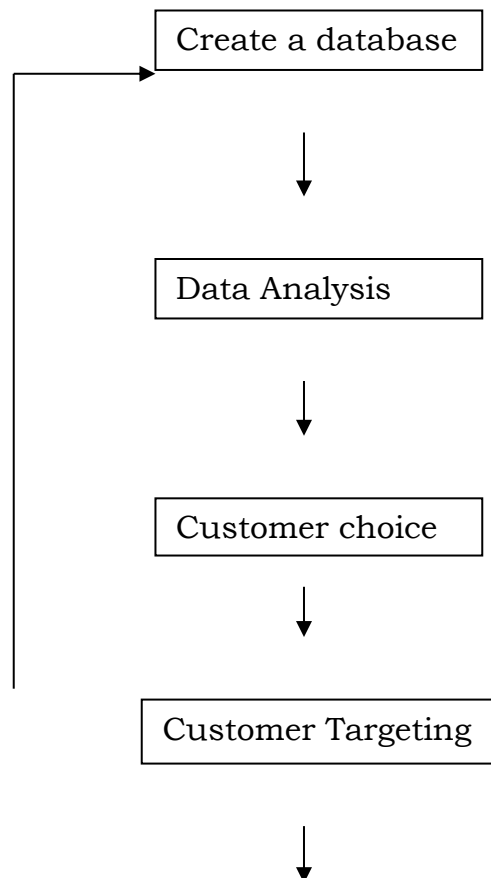 Create a database
Data Analysis
Customer choice
Customer Targeting